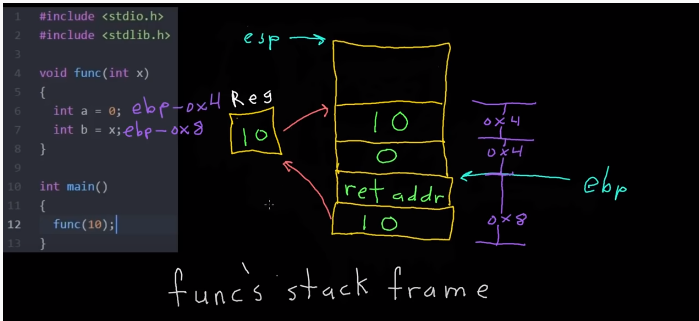 1 #include <stdio.h>
2 #include <stdlib.h>
3
4 void func(int x)
5 {
6 int a = 0; ebp-0x4
7 int b = x; ebp-0x8
8 }
9
10 int main()
11 {
12 func(10);
13 }
esp
Reg
10
10
0
ret addr
10
0x4
0x4
0x8
ebp
func's stack frame